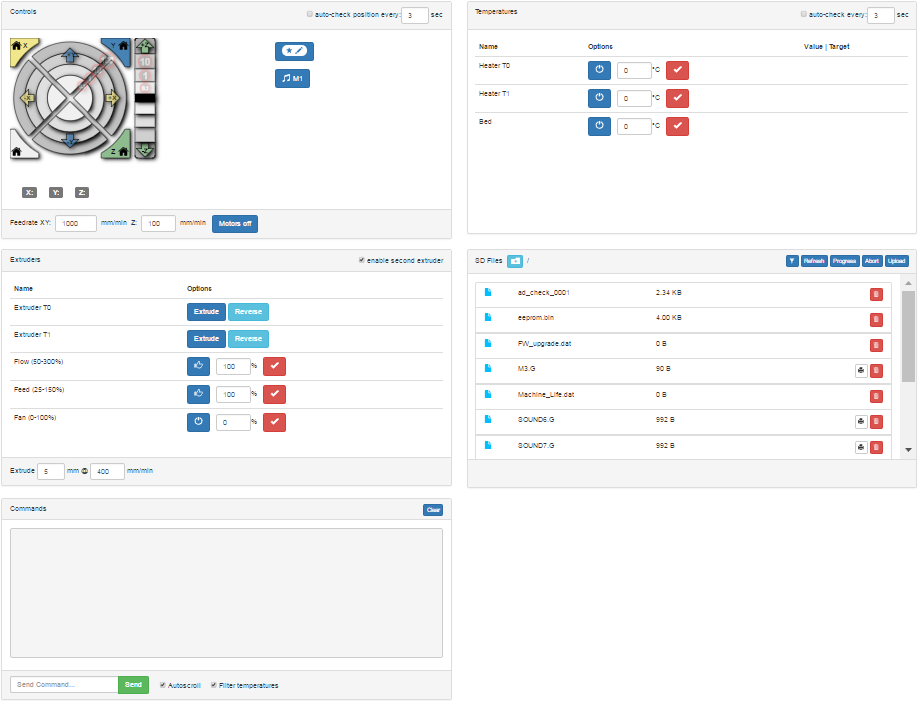 Controls
auto-check position every: 3 sec
X
Y
+Z
10
1
-X
+X
Z
M1
X: Y: Z:
Feedrate XY: 1000 mm/min Z: 100 mm/min Motors off
Temperatures
auto-check every: 3 sec
Name Options Value | Target
Heater T0 0 °C
Heater T1 0 °C
Bed 0 °C
Extruders
enable second extruder
Name Options
Extruder T0 Extrude Reverse
Extruder T1 Extrude Reverse
Flow (50-300%) 100 %
Feed (25-150%) 100 %
Fan (0-100%) 0 %
Extrude 5 mm @ 400 mm/min
SD Files / Refresh Progress Abort Upload
ad_check_0001 2.34 KB
eeprom.bin 4.00 KB
FW_upgrade.dat 0 B
M3.G 90 B
Machine_Life.dat 0 B
SOUND6.G 992 B
SOUND7.G 992 B
Commands Clear
Send Command... Send Autoscroll Filter temperatures